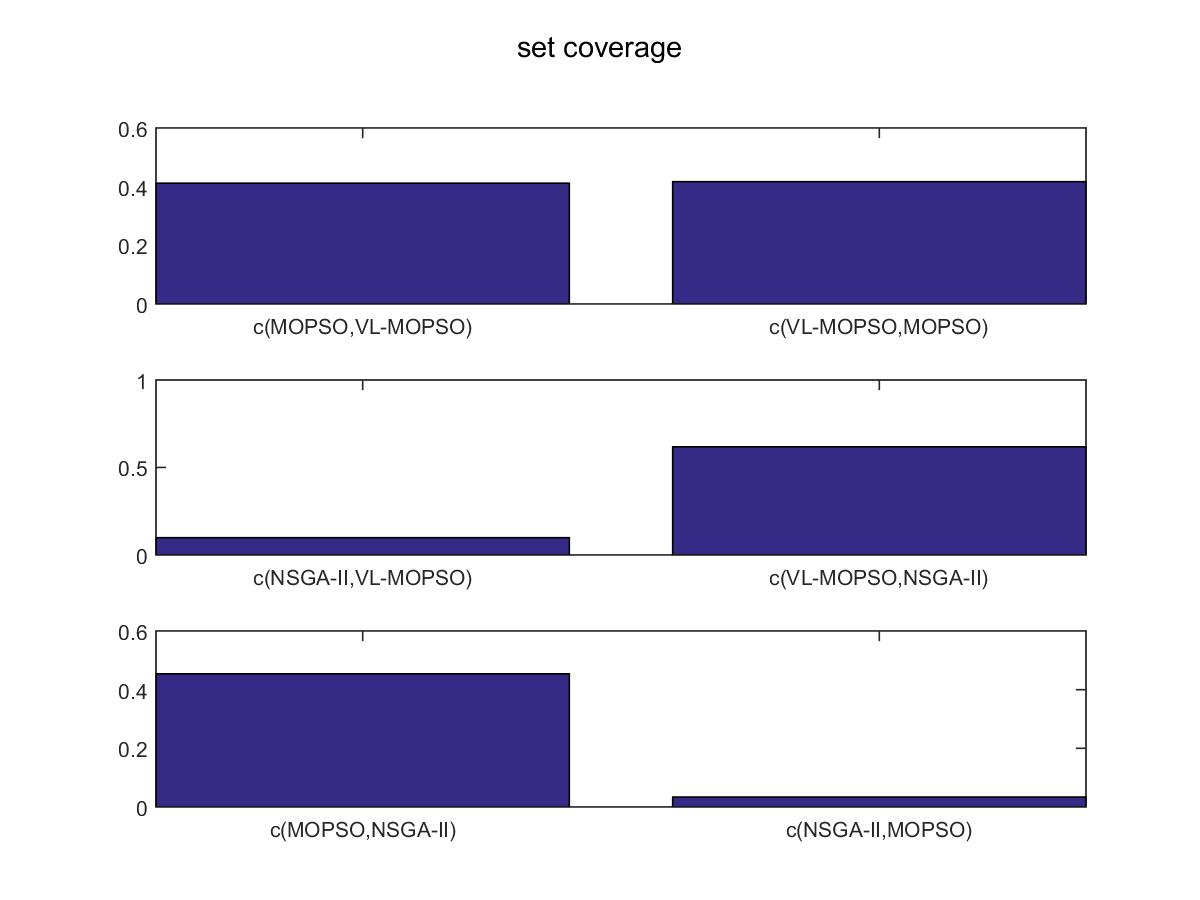 set coverage
0.6
0.4
0.2
0
c(MOPSO,VL-MOPSO) c(VL-MOPSO,MOPSO)
1
0.5
0
c(NSGA-II,VL-MOPSO) c(VL-MOPSO,NSGA-II)
0.6
0.4
0.2
0
c(MOPSO,NSGA-II) c(NSGA-II,MOPSO)